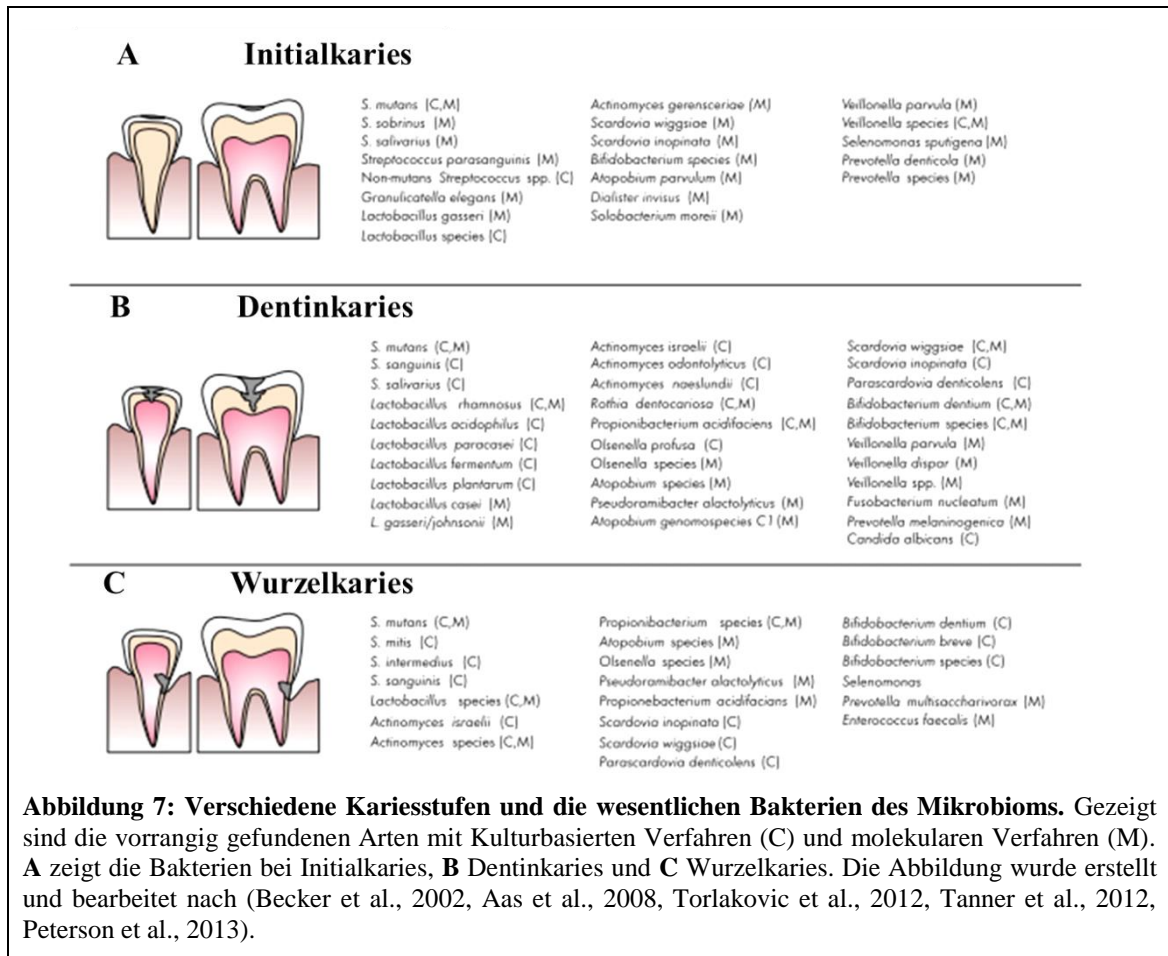 A Initialkaries
S. mutans (C,M)
S. sobrinus (M)
S. salivarius (M)
Streptococcus parasanguinis (M)
Non-mutans Streptococcus spp. (C)
Granulicatella elegans (M)
Lactobacillus gasseri (M)
Lactobacillus species (C)
Actinomyces gerensceriae (M)
Scardovia wiggsiae (M)
Scardovia inopinata (M)
Bifidobacterium species (M)
Atopobium parvulum (M)
Dialister invisus (M)
Solobacterium moreii (M)
Veillonella parvula (M)
Veillonella species (C,M)
Selenomonas sputigena (M)
Prevotella denticola (M)
Prevotella species (M)
B Dentinkaries
S. mutans (C,M)
S. sanguinis (C)
S. salivarius (C)
Lactobacillus rhamnosus (C,M)
Lactobacillus acidophilus (C)
Lactobacillus paracasei (C)
Lactobacillus fermentum (C)
Lactobacillus plantarum (C)
Lactobacillus casei (M)
L. gasseri/johnsonii (M)
Actinomyces israelii (C)
Actinomyces odontolyticus (C)
Actinomyces naeslundii (C)
Rothia dentocariosa (C,M)
Propionibacterium acidifaciens (C,M)
Olsenella profusa (C)
Olsenella species (M)
Atopobium species (M)
Pseudoramibacter alactolyticus (M)
Atopobium genomospecies C1 (M)
Scardovia wiggsiae (C,M)
Scardovia inopinata (C)
Parascardovia denticolens (C)
Bifidobacterium dentium (C,M)
Bifidobacterium species (C,M)
Veillonella parvula (M)
Veillonella dispar (M)
Veillonella spp. (M)
Fusobacterium nucleatum (M)
Prevotella melaninogenica (M)
Candida albicans (C)
C Wurzelkaries
S. mutans (C,M)
S. mitis (C)
S. intermedius (C)
S. sanguinis (C)
Lactobacillus species (C,M)
Actinomyces israelii (C)
Actinomyces species (C,M)
Propionibacterium species (C,M)
Atopobium species (M)
Olsenella species (M)
Pseudoramibacter alactolyticus (M)
Propionebacterium acidifacians (M)
Scardovia inopinata (C)
Scardovia wiggsiae (C)
Parascardovia denticolens (C)
Bifidobacterium dentium (C)
Bifidobacterium breve (C)
Bifidobacterium species (C)
Selenomonas
Prevotella multisaccharivorax (M)
Enterococcus faecalis (M)
Abbildung 7: Verschiedene Kariesstufen und die wesentlichen Bakterien des Mikrobioms. Gezeigt
sind die vorrangig gefundenen Arten mit Kulturbasierten Verfahren (C) und molekularen Verfahren (M).
A zeigt die Bakterien bei Initialkaries, B Dentinkaries und C Wurzelkaries. Die Abbildung wurde erstellt
und bearbeitet nach (Becker et al., 2002, Aas et al., 2008, Torlakovic et al., 2012, Tanner et al., 2012,
Peterson et al., 2013).